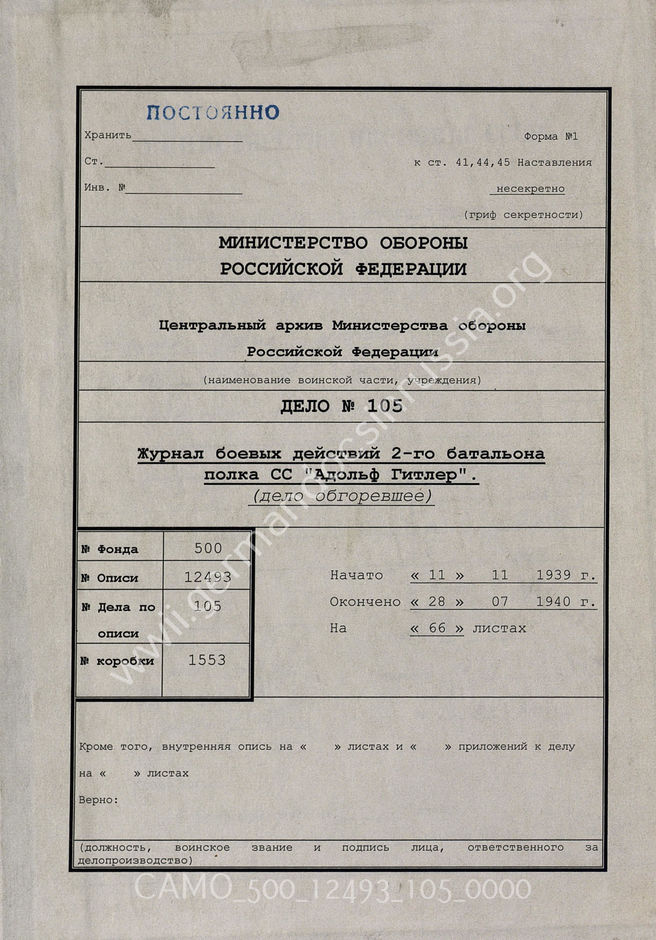 ПОСТОЯННО
Хранить
Форма №1
Ст.
к ст. 41,44,45 Наставления
Инв. №
несекретно
(гриф секретности)
МИНИСТЕРСТВО ОБОРОНЫ
РОССИЙСКОЙ ФЕДЕРАЦИИ
Центральный архив Министерства обороны
Российской Федерации
(наименование воинской части, учреждения)
ДЕЛО № 105
Журнал боевых действий 2-го батальона
полка СС "Адольф Гитлер".
(дело обгоревшее)
№ Фонда 500
№ Описи 12493
№ Дела по 105
описи
№ коробки 1553
Начато « 11 » 11 1939 г.
Окончено « 28 » 07 1940 г.
На « 66 » листах
Кроме того, внутренняя опись на « » листах и « » приложений к делу
на « » листах
Верно:
(должность, воинское звание и подпись лица, ответственного за
делопроизводство)
www.germandocsinrussia.org
CAMO_500_12493_105_0000